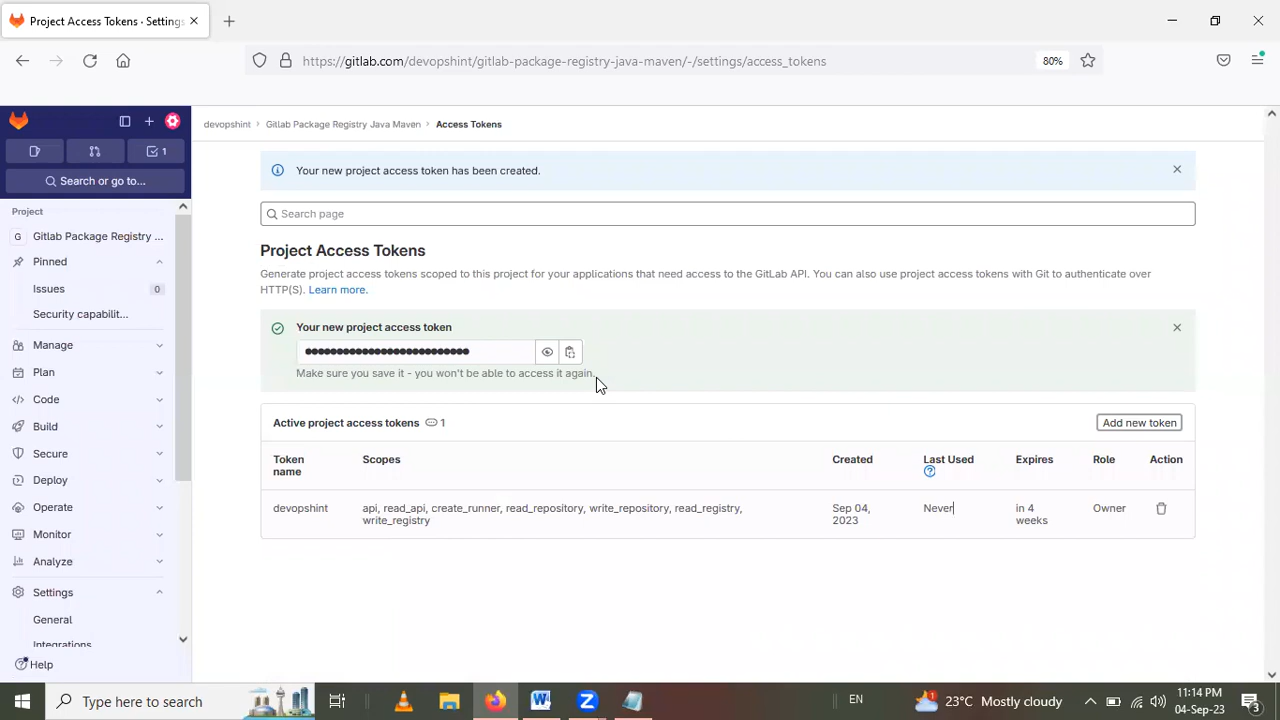 Project Access Tokens · Settings
https://gitlab.com/devopshint/gitlab-package-registry-java-maven/-/settings/access_tokens
80%
devopshint > Gitlab Package Registry Java Maven > Access Tokens
1
Search or go to...
Project
G Gitlab Package Registry ...
Pinned
Issues 0
Security capabilit...
Manage
Plan
Code
Build
Secure
Deploy
Operate
Monitor
Analyze
Settings
General
Integrations
Help
Your new project access token has been created.
Search page
Project Access Tokens
Generate project access tokens scoped to this project for your applications that need access to the GitLab API. You can also use project access tokens with Git to authenticate over
HTTP(S). Learn more.
Your new project access token
••••••••••••••••••••••••••
Make sure you save it - you won't be able to access it again.
Active project access tokens 1
Add new token
Token name Scopes Created Last Used Expires Role Action
devopshint api, read_api, create_runner, read_repository, write_repository, read_registry, Sep 04, Never in 4 Owner
write_registry 2023 weeks
Type here to search
EN
23°C Mostly cloudy
11:14 PM
04-Sep-23
3